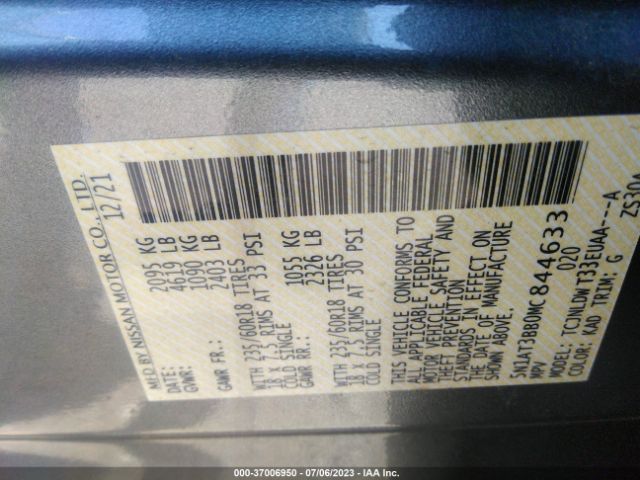 MFD BY NISSAN MOTOR CO., LTD.
DATE: 12/21
GVWR: 2095 KG
4619 LB
GAWR FR.: 1090 KG
2403 LB
WITH 235/60R18 TIRES
18 x 7.5 RIMS AT 33 PSI
COLD SINGLE
GAWR RR.: 1055 KG
2326 LB
WITH 235/60R18 TIRES
18 x 7.5 RIMS AT 30 PSI
COLD SINGLE
THIS VEHICLE CONFORMS TO
ALL APPLICABLE FEDERAL
MOTOR VEHICLE SAFETY AND
THEFT PREVENTION
STANDARDS IN EFFECT ON
THE DATE OF MANUFACTURE
SHOWN ABOVE.
5N1AT3BB0MC844633
MPV 020
MODEL: TCJNLDWT33EUAA---A
COLOR: KAD TRIM: G
ZS30A
000-37006950 - 07/06/2023 - IAA Inc.